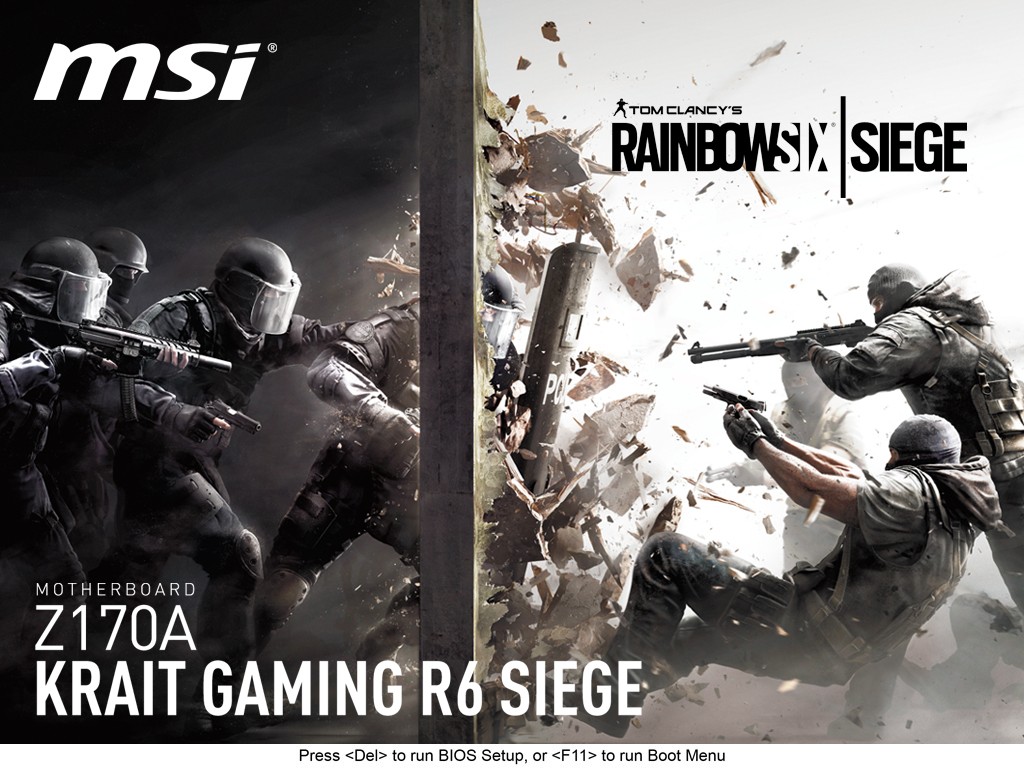 msi®
TOM CLANCY'S
RAINBOWSIX® | SIEGE
PO
MOTHERBOARD
Z170A
KRAIT GAMING R6 SIEGE
Press <Del> to run BIOS Setup, or <F11> to run Boot Menu